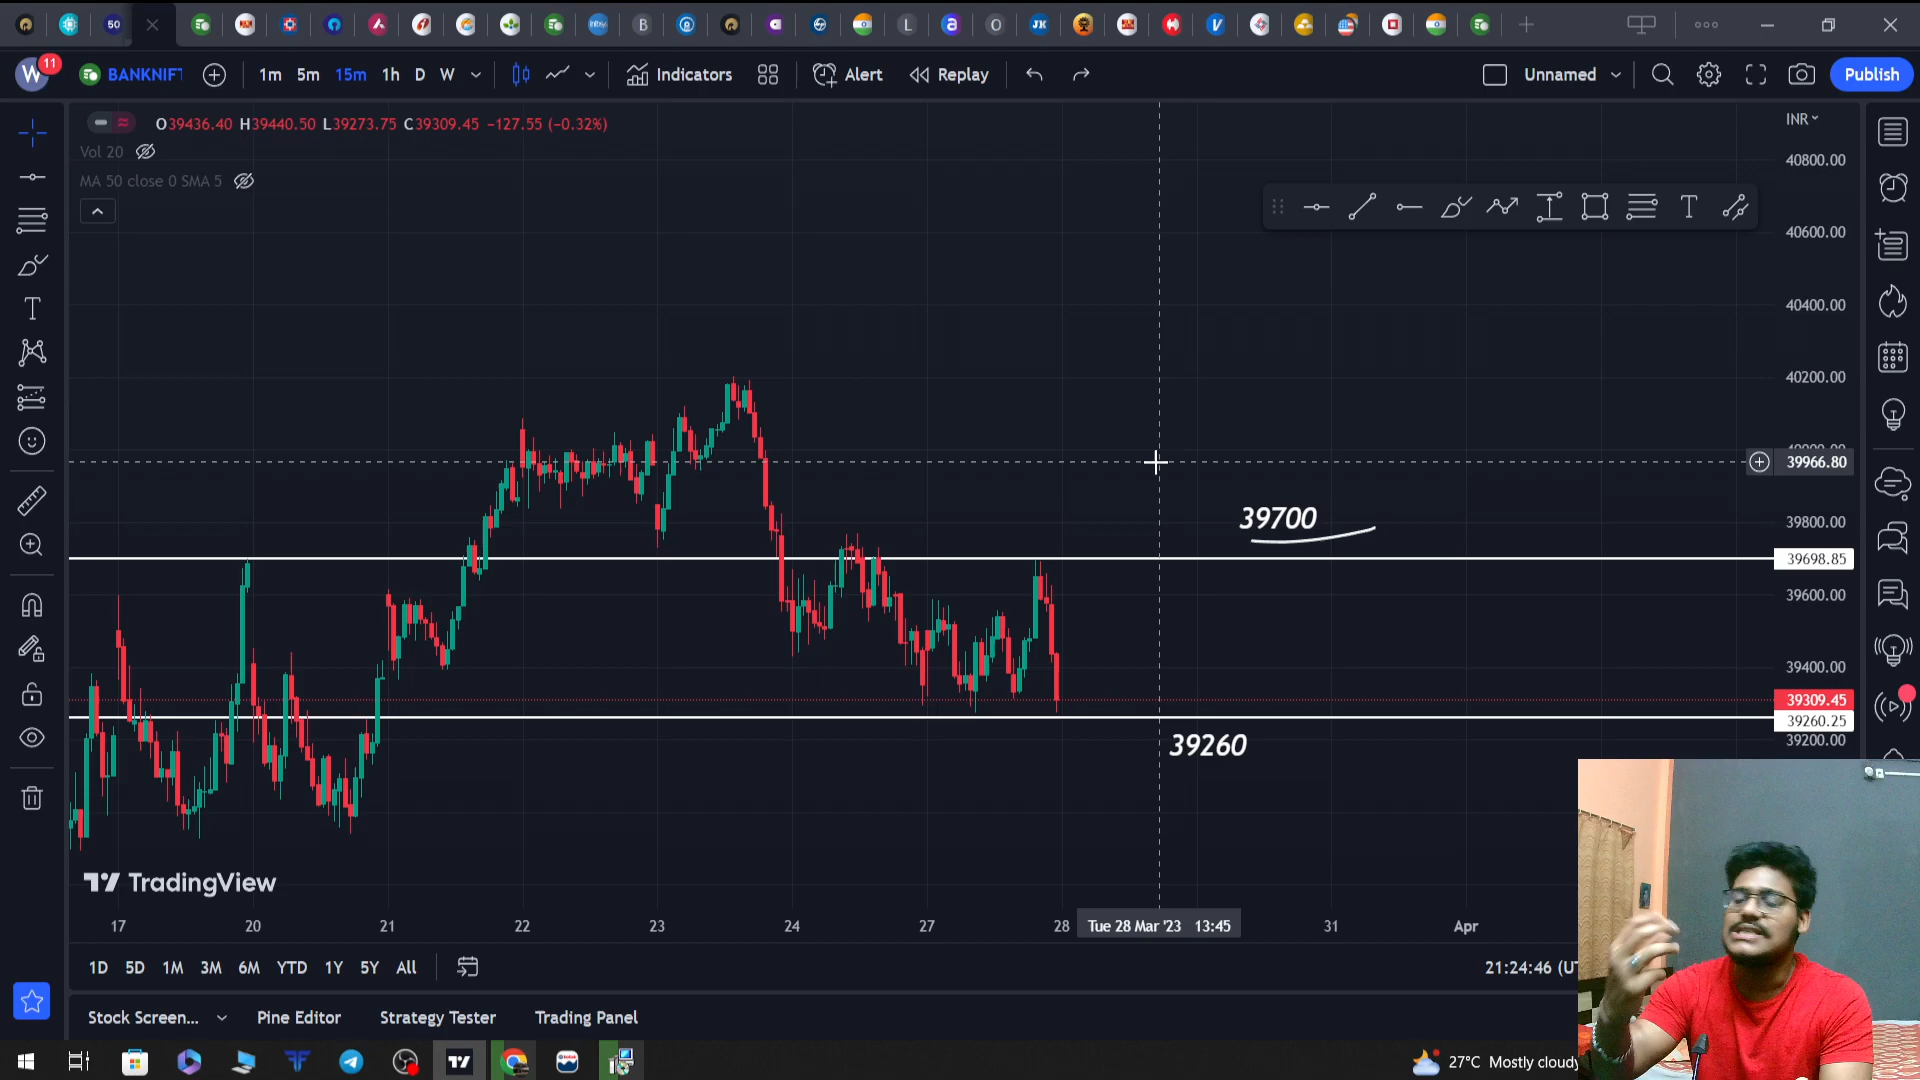 50
B
L
O
JK
W
11
BANKNIFT
1m
5m
15m
1h
D
W
Indicators
Alert
Replay
Unnamed
Publish
O39436.40 H39440.50 L39273.75 C39309.45 −127.55 (−0.32%)
INR
Vol 20
MA 50 close 0 SMA 5
40800.00
40600.00
40400.00
40200.00
39966.80
39700
39800.00
39698.85
39600.00
39400.00
39309.45
39260.25
39200.00
39260
TradingView
17
20
21
22
23
24
27
28
Tue 28 Mar '23 13:45
31
Apr
1D
5D
1M
3M
6M
YTD
1Y
5Y
All
21:24:46 (U
Stock Screen...
Pine Editor
Strategy Tester
Trading Panel
27°C Mostly cloudy